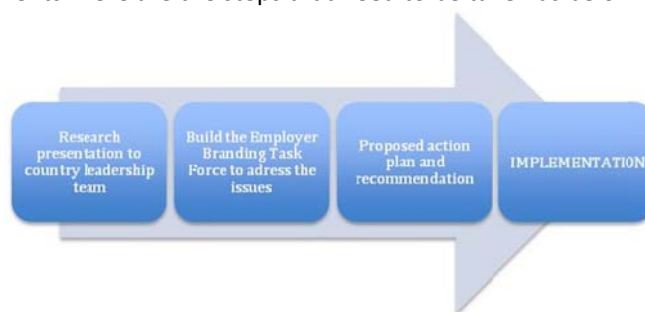 Research
presentation to
country leadership
team
Build the Employer
Branding Task
Force to adress the
issues
Proposed action
plan and
recommendation
IMPLEMENTATION